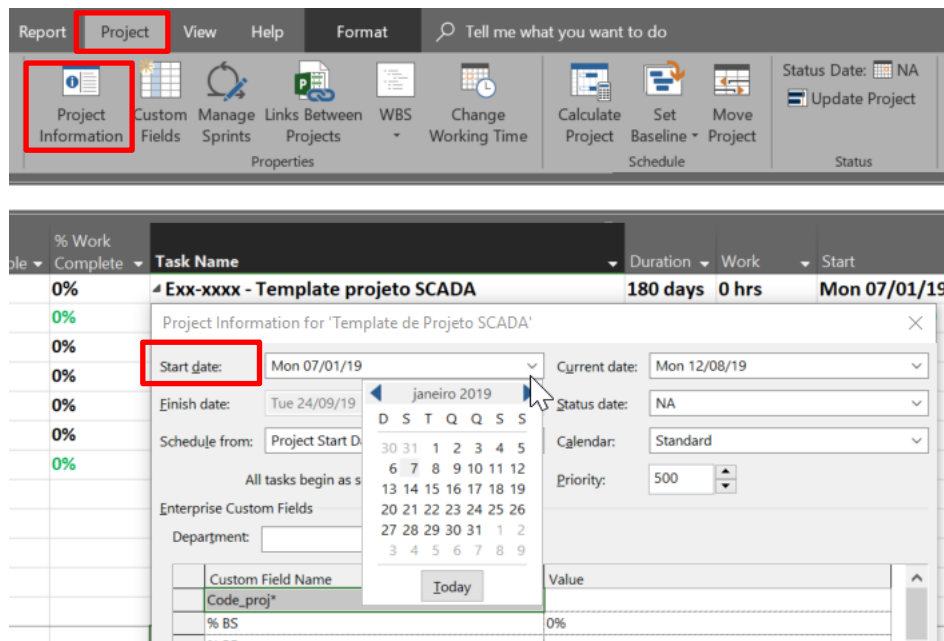 Report Project View Help Format Tell me what you want to do
Status Date: NA
Update Project
Project Custom Manage Links Between WBS Change Calculate Set Move
Information Fields Sprints Projects Working Time Project Baseline Project
Properties Schedule Status
% Work
ple Complete Task Name Duration Work Start
0% Exx-xxxx - Template projeto SCADA 180 days 0 hrs Mon 07/01/19
0%
Project Information for 'Template de Projeto SCADA'
0%
Start date: Mon 07/01/19 Current date: Mon 12/08/19
0%
janeiro 2019
Finish date: Tue 24/09/19 Status date: NA
0%
D S T Q Q S S
0%
Schedule from: Project Start D Calendar: Standard
30 31 1 2 3 4 5
0%
6 7 8 9 10 11 12
All tasks begin as s Priority: 500
13 14 15 16 17 18 19
Enterprise Custom Fields
20 21 22 23 24 25 26
27 28 29 30 31 1 2
Department:
3 4 5 6 7 8 9
Today
Custom Field Name Value
Code_proj*
% BS 0%